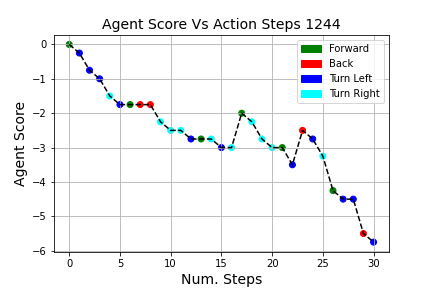 Agent Score Vs Action Steps 1244
Forward
Back
Turn Left
Turn Right
Agent Score
0
−1
−2
−3
−4
−5
−6
0 5 10 15 20 25 30
Num. Steps